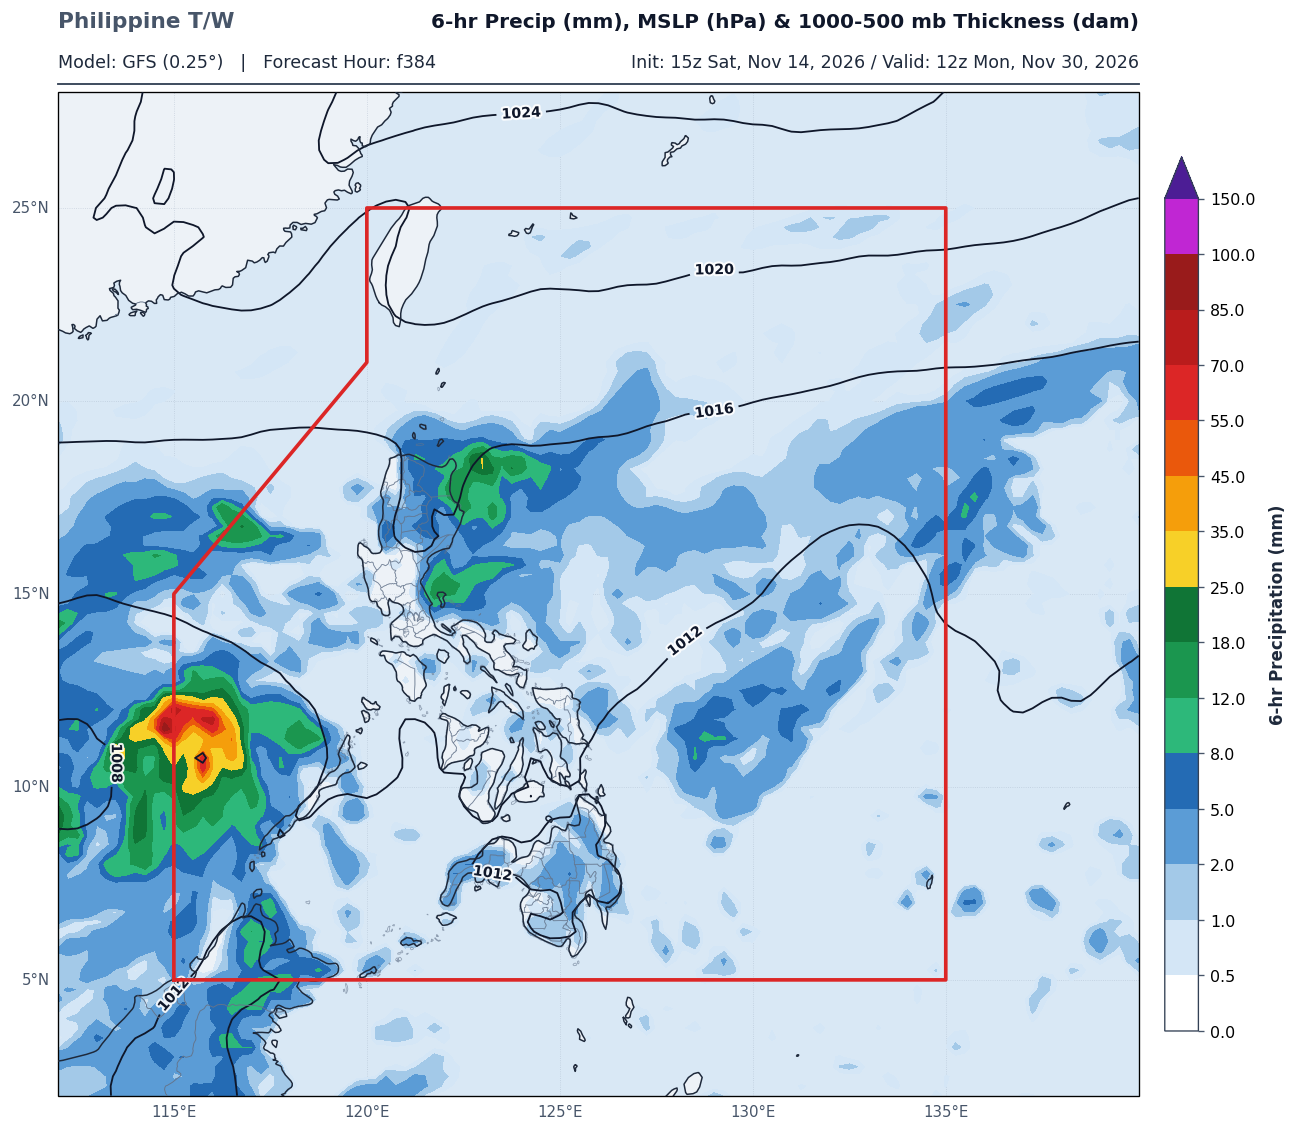 Philippine T/W
6-hr Precip (mm), MSLP (hPa) & 1000-500 mb Thickness (dam)
Model: GFS (0.25°) | Forecast Hour: f384
Init: 15z Sat, Nov 14, 2026 / Valid: 12z Mon, Nov 30, 2026
1024
1020
1016
1012
1008
1012
1012
25°N
20°N
15°N
10°N
5°N
115°E
120°E
125°E
130°E
135°E
150.0
100.0
85.0
70.0
55.0
45.0
35.0
25.0
18.0
12.0
8.0
5.0
2.0
1.0
0.5
0.0
6-hr Precipitation (mm)